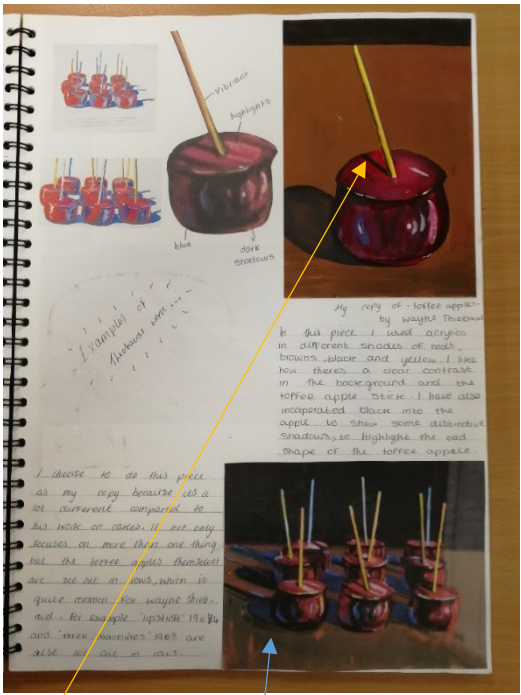 vibrant
highlights
blue
dark
shadows
Examples of
Thiebauds work...
My copy of -toffee apples-
by Wayne Thiebaud
In this piece I used acrylics
in different shades of reds,
browns, black and yellow. I like
how theres a clear contrast
in the background and the
toffee apple stick. I have also
incorporated black into the
apple to show some distinctive
shadows, to highlight the odd
shape of the toffee apple.
I choose to do this piece
as my copy because its a
lot different compared to
his work on cakes. It not only
focuses on more then one thing
but the toffee apples themselves
are set out in rows, which is
quite common for Wayne Thieb-
aud. For example 'lipstick'
and 'three machines' 1963 are
also set out in rows.